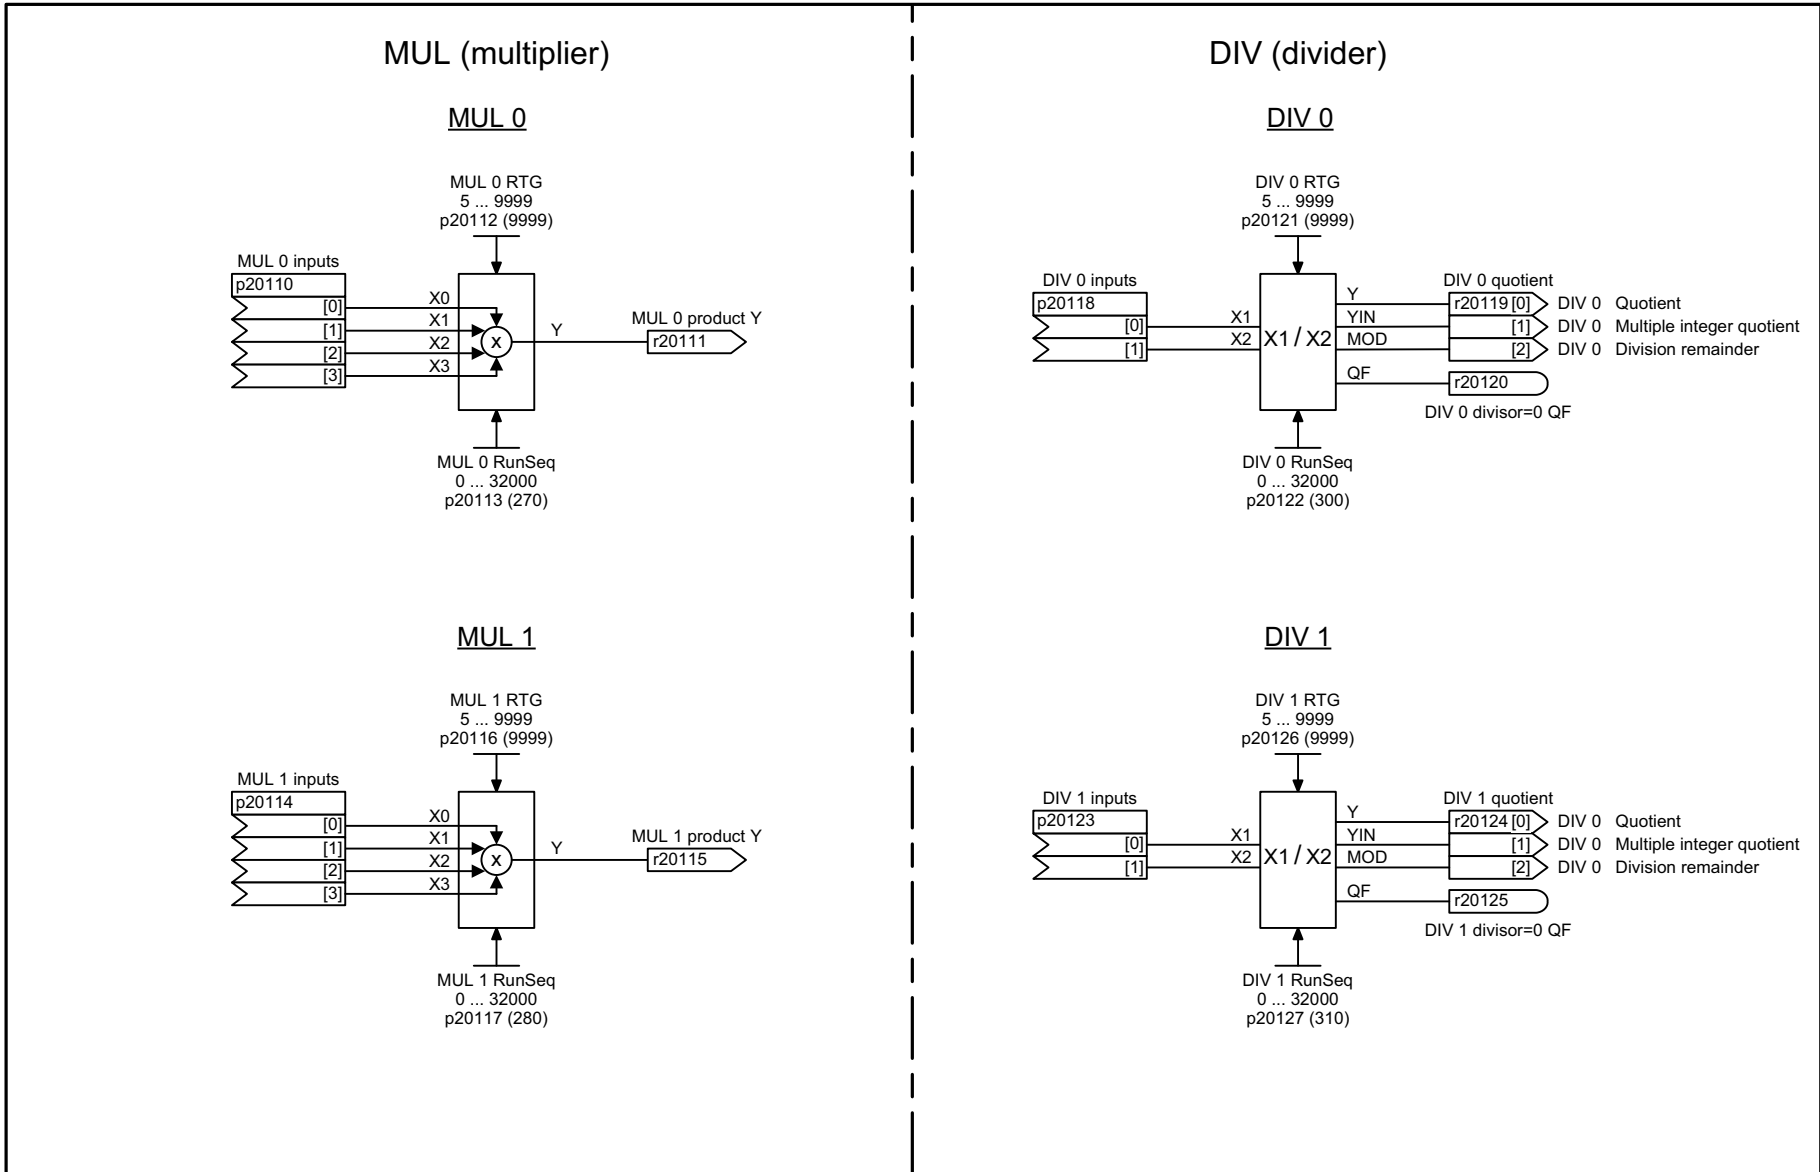 MUL (multiplier)
MUL 0
MUL 0 RTG
5 ... 9999
p20112 (9999)
MUL 0 inputs
p20110
[0]
[1]
[2]
[3]
X0
X1
X2
X3
x
Y
MUL 0 product Y
r20111
MUL 0 RunSeq
0 ... 32000
p20113 (270)
MUL 1
MUL 1 RTG
5 ... 9999
p20116 (9999)
MUL 1 inputs
p20114
[0]
[1]
[2]
[3]
X0
X1
X2
X3
x
Y
MUL 1 product Y
r20115
MUL 1 RunSeq
0 ... 32000
p20117 (280)
DIV (divider)
DIV 0
DIV 0 RTG
5 ... 9999
p20121 (9999)
DIV 0 inputs
p20118
[0]
[1]
X1
X2
X1 / X2
Y
YIN
MOD
QF
DIV 0 quotient
r20119 [0] DIV 0 Quotient
[1] DIV 0 Multiple integer quotient
[2] DIV 0 Division remainder
r20120
DIV 0 divisor=0 QF
DIV 0 RunSeq
0 ... 32000
p20122 (300)
DIV 1
DIV 1 RTG
5 ... 9999
p20126 (9999)
DIV 1 inputs
p20123
[0]
[1]
X1
X2
X1 / X2
Y
YIN
MOD
QF
DIV 1 quotient
r20124 [0] DIV 0 Quotient
[1] DIV 0 Multiple integer quotient
[2] DIV 0 Division remainder
r20125
DIV 1 divisor=0 QF
DIV 1 RunSeq
0 ... 32000
p20127 (310)